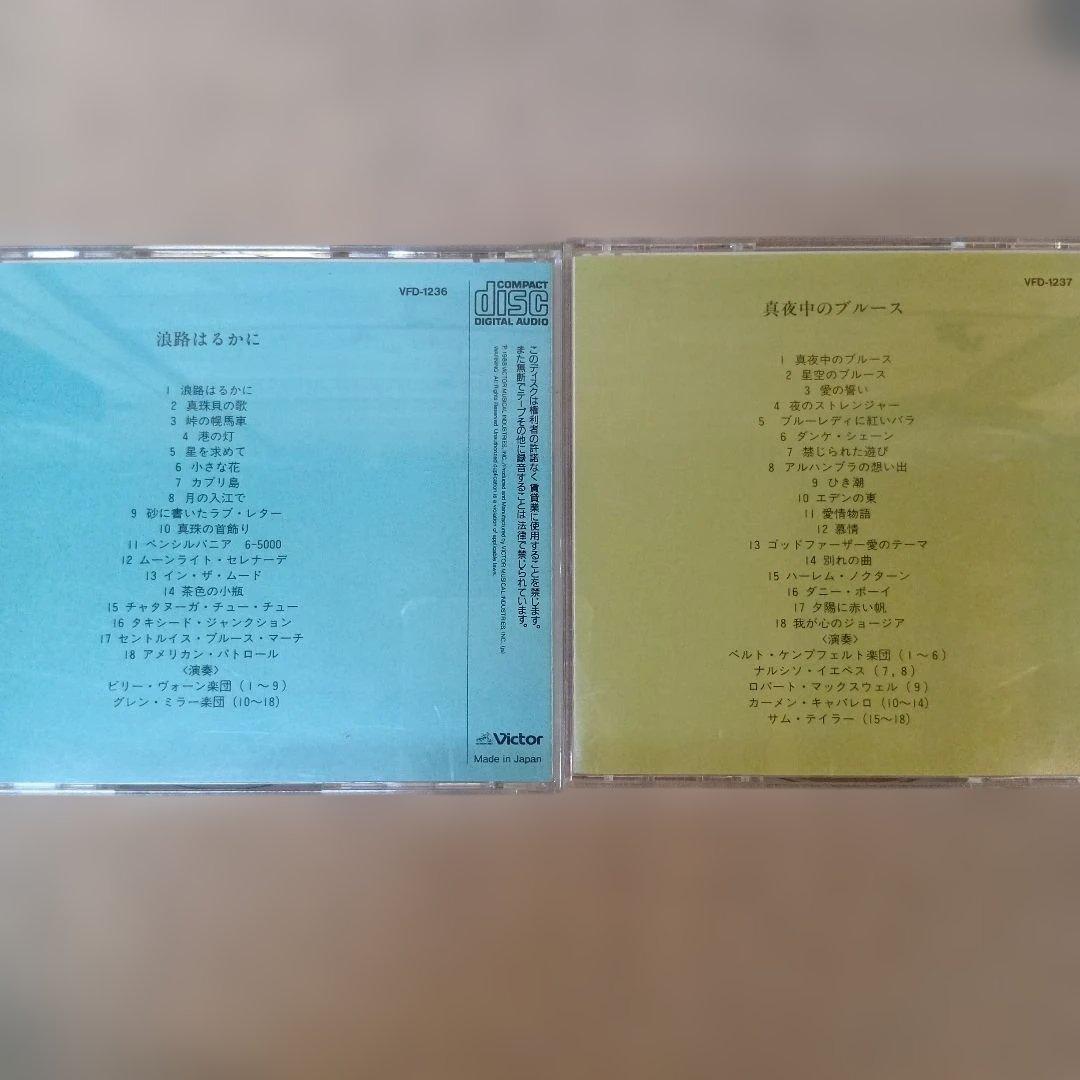 VFD-1236
浪路はるかに
1 浪路はるかに
2 真珠貝の歌
3 峠の幌馬車
4 港の灯
5 星を求めて
6 小さな花
7 カプリ島
8 月の入江で
9 砂に書いたラブ・レター
10 真珠の首飾り
11 ペンシルバニア 6-5000
12 ムーンライト・セレナーデ
13 イン・ザ・ムード
14 茶色の小瓶
15 チャタヌーガ・チュー・チュー
16 タキシード・ジャンクション
17 セントルイス・ブルース・マーチ
18 アメリカン・パトロール
〈演奏〉
ビリー・ヴォーン楽団（1～9）
グレン・ミラー楽団（10～18）
COMPACT
disc
DIGITAL AUDIO
このディスクは権利者の許諾なく賃貸業に使用することを禁じます。
また無断でテープその他に録音することは法律で禁じられています。
℗ 1988 VICTOR MUSICAL INDUSTRIES, INC. /Produced and Manufactured by VICTOR MUSICAL INDUSTRIES, INC.
WARNING: All Rights Reserved. Unauthorized duplication is a violation of applicable laws.
Victor
Made in Japan
VFD-1237
真夜中のブルース
1 真夜中のブルース
2 星空のブルース
3 愛の誓い
4 夜のストレンジャー
5 ブルーレディに紅いバラ
6 ダンケ・シェーン
7 禁じられた遊び
8 アルハンブラの想い出
9 ひき潮
10 エデンの東
11 愛情物語
12 慕情
13 ゴッドファーザー愛のテーマ
14 別れの曲
15 ハーレム・ノクターン
16 ダニー・ボーイ
17 夕陽に赤い帆
18 我が心のジョージア
〈演奏〉
ベルト・ケンプフェルト楽団（1～6）
ナルシソ・イエペス（7, 8）
ロバート・マックスウェル（9）
カーメン・キャバレロ（10～14）
サム・テイラー（15～18）